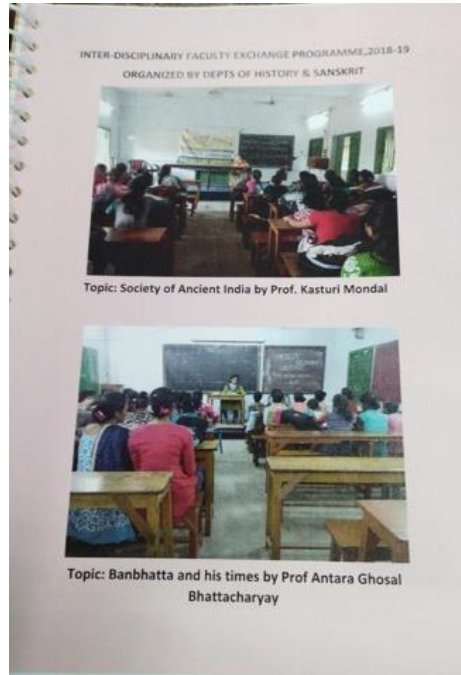 INTER-DISCIPLINARY FACULTY EXCHANGE PROGRAMME,2018-19
ORGANIZED BY DEPTS OF HISTORY & SANSKRIT
Topic: Society of Ancient India by Prof. Kasturi Mondal
Topic: Banbhatta and his times by Prof Antara Ghosal
Bhattacharyay